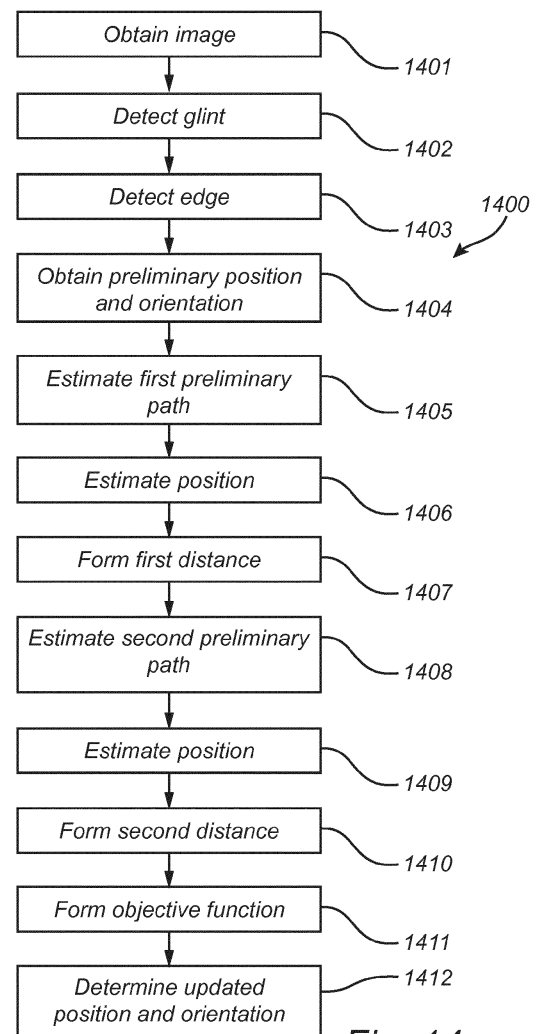 Obtain image
1401
Detect glint
1402
Detect edge
1403
1400
Obtain preliminary position
and orientation
1404
Estimate first preliminary
path
1405
Estimate position
1406
Form first distance
1407
Estimate second preliminary
path
1408
Estimate position
1409
Form second distance
1410
Form objective function
1411
Determine updated
position and orientation
1412